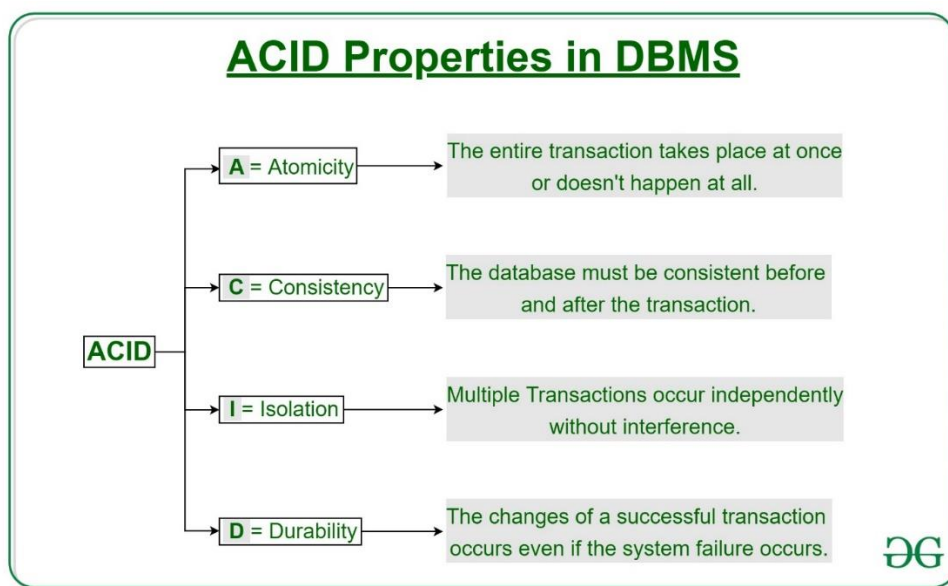 ACID Properties in DBMS
A = Atomicity
The entire transaction takes place at once
or doesn't happen at all.
C = Consistency
The database must be consistent before
and after the transaction.
ACID
I = Isolation
Multiple Transactions occur independently
without interference.
D = Durability
The changes of a successful transaction
occurs even if the system failure occurs.